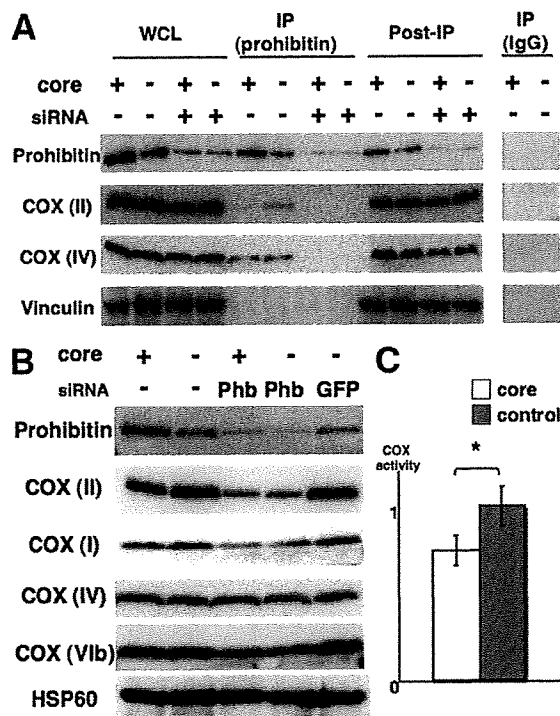 A
WCL
IP
(prohibitin)
Post-IP
IP
(IgG)
core + - + - + - + - + - + - + -
siRNA - - + + - - + + - - + + - -
Prohibitin
COX (II)
COX (IV)
Vinculin
B
core + - + - -
siRNA - - Phb Phb GFP
Prohibitin
COX (II)
COX (I)
COX (IV)
COX (VIb)
HSP60
C
core
control
COX
activity
*
1
0